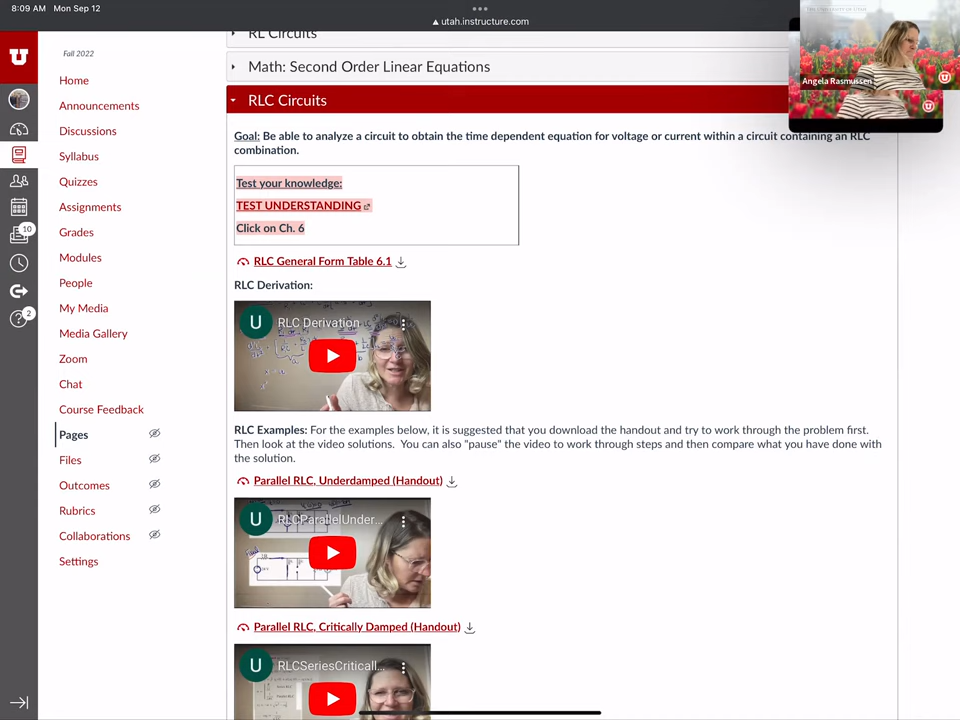 8:09 AM Mon Sep 12
utah.instructure.com
Fall 2022
Home
Announcements
Discussions
Syllabus
Quizzes
Assignments
Grades
Modules
People
My Media
Media Gallery
Zoom
Chat
Course Feedback
Pages
Files
Outcomes
Rubrics
Collaborations
Settings
10
2
U
RL Circuits
Math: Second Order Linear Equations
RLC Circuits
Goal: Be able to analyze a circuit to obtain the time dependent equation for voltage or current within a circuit containing an RLC
combination.
Test your knowledge:
TEST UNDERSTANDING
Click on Ch. 6
RLC General Form Table 6.1
RLC Derivation:
U RLC Derivation
RLC Examples: For the examples below, it is suggested that you download the handout and try to work through the problem first.
Then look at the video solutions. You can also "pause" the video to work through steps and then compare what you have done with
the solution.
Parallel RLC, Underdamped (Handout)
U RLCParallelUnder...
Parallel RLC, Critically Damped (Handout)
U RLCSeriesCriticall...
Angela Rasmussen